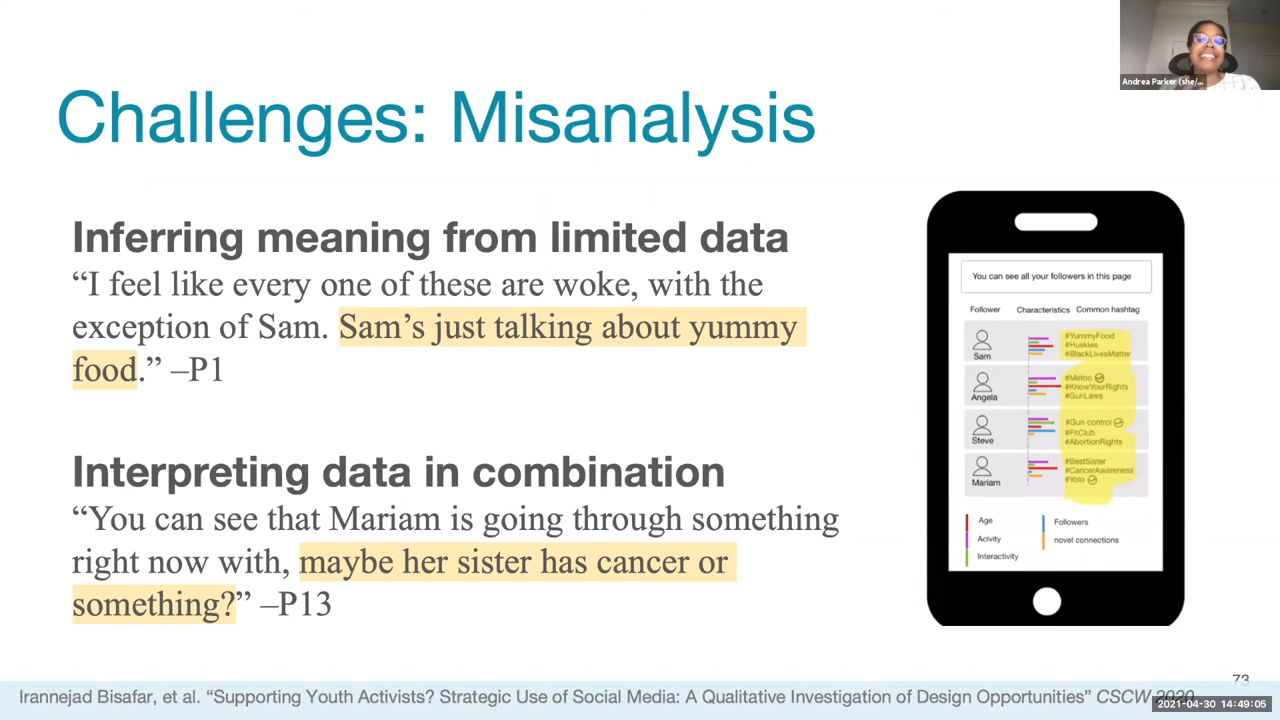 Andrea Parker (she/...
Challenges: Misanalysis
Inferring meaning from limited data
“I feel like every one of these are woke, with the
exception of Sam. Sam’s just talking about yummy
food.” –P1
Interpreting data in combination
“You can see that Mariam is going through something
right now with, maybe her sister has cancer or
something?” –P13
You can see all your followers in this page
Follower Characteristics Common hashtag
Sam
#YummyFood
#Huskies
#BlackLivesMatter
Angela
#Metoo
#KnowYourRights
#GunLaws
Steve
#Gun control
#FitClub
#AbortionRights
Mariam
#BestSister
#CancerAwareness
#Yolo
Age
Acivity
Interactivity
Followers
novel connections
73
Irannejad Bisafar, et al. “Supporting Youth Activists? Strategic Use of Social Media: A Qualitative Investigation of Design Opportunities” CSCW 2020
2021-04-30 14:49:05